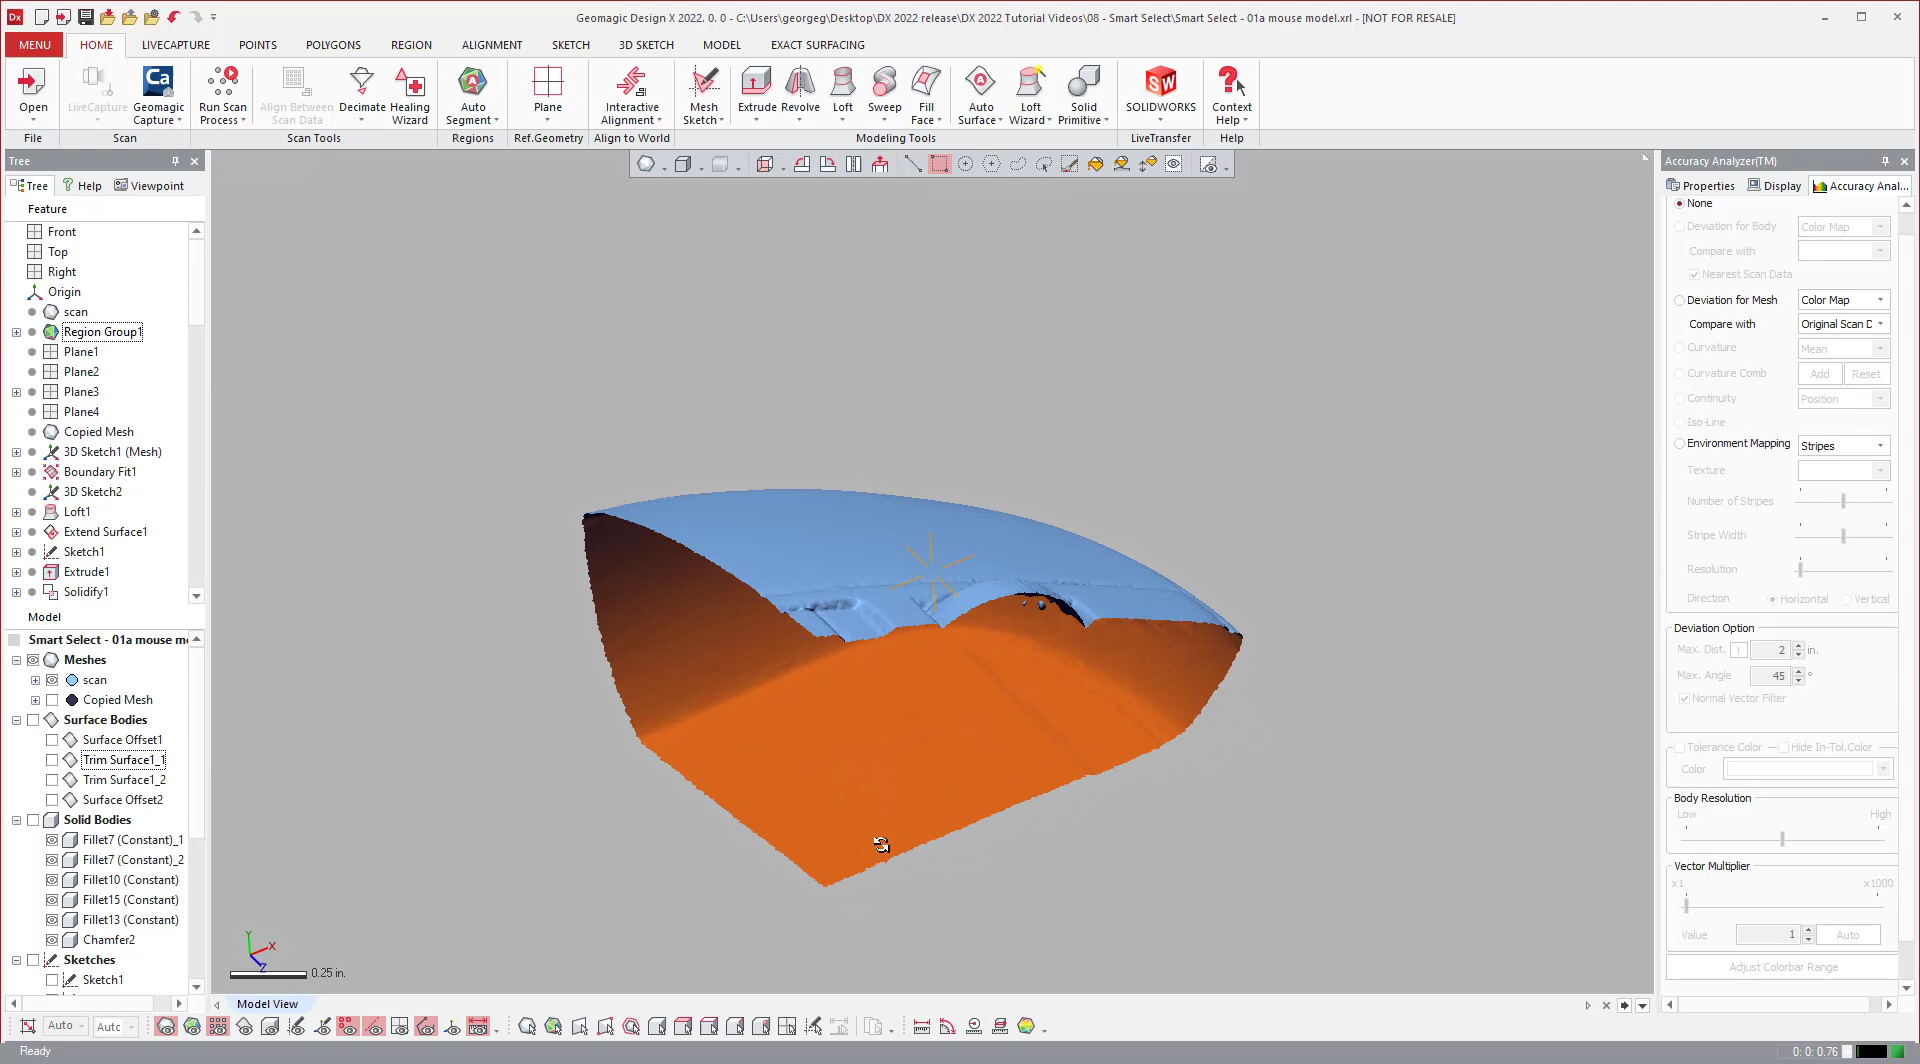 Geomagic Design X 2022. 0. 0 - C:\Users\georgeg\Desktop\DX 2022 release\DX 2022 Tutorial Videos\08 - Smart Select\Smart Select - 01a mouse model.xrl - [NOT FOR RESALE]
MENU HOME LIVECAPTURE POINTS POLYGONS REGION ALIGNMENT SKETCH 3D SKETCH MODEL EXACT SURFACING
Open
LiveCapture
Geomagic Capture
Run Scan Process
Align Between Scan Data
Decimate
Healing Wizard
Auto Segment
Plane
Interactive Alignment
Mesh Sketch
Extrude
Revolve
Loft
Sweep
Fill Face
Auto Surface
Loft Wizard
Solid Primitive
SOLIDWORKS
Context Help
File Scan Scan Tools Regions Ref.Geometry Align to World Modeling Tools LiveTransfer Help
Tree
Tree Help Viewpoint
Feature
Front
Top
Right
Origin
scan
Region Group1
Plane1
Plane2
Plane3
Plane4
Copied Mesh
3D Sketch1 (Mesh)
Boundary Fit1
3D Sketch2
Loft1
Extend Surface1
Sketch1
Extrude1
Solidify1
Model
Smart Select - 01a mouse m
Meshes
scan
Copied Mesh
Surface Bodies
Surface Offset1
Trim Surface1_1
Trim Surface1_2
Surface Offset2
Solid Bodies
Fillet7 (Constant)_1
Fillet7 (Constant)_2
Fillet10 (Constant)
Fillet15 (Constant)
Fillet13 (Constant)
Chamfer2
Sketches
Sketch1
Y
X
Z
0.25 in.
Model View
Accuracy Analyzer(TM)
Properties Display Accuracy Anal...
None
Deviation for Body Color Map
Compare with
Nearest Scan Data
Deviation for Mesh Color Map
Compare with Original Scan D
Curvature Mean
Curvature Comb Add Reset
Continuity Position
Iso-Line
Environment Mapping Stripes
Texture
Number of Stripes
Stripe Width
Resolution
Direction Horizontal Vertical
Deviation Option
Max. Dist. 2 in.
Max. Angle 45 °
Normal Vector Filter
Tolerance Color Hide In-Tol.Color
Color
Body Resolution
Low High
Vector Multiplier
x1 x1000
Value 1 Auto
Adjust Colorbar Range
Auto Autc
Ready
0: 0: 0.76